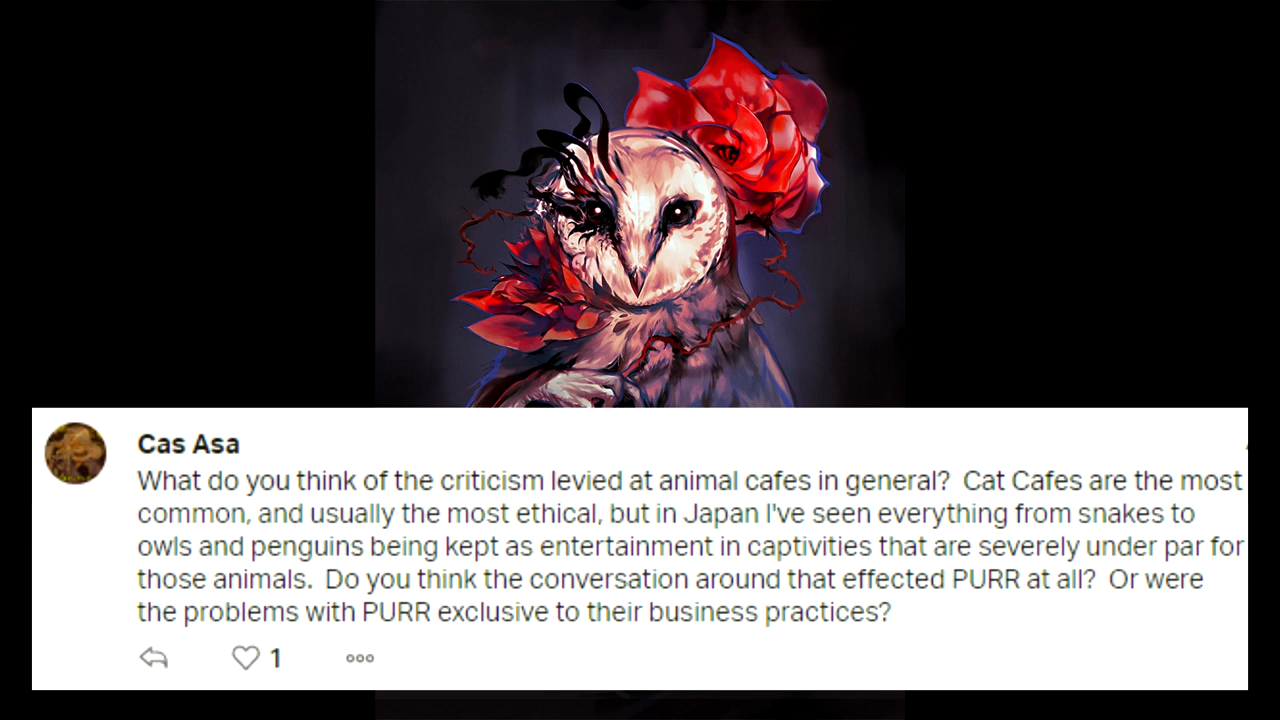 Cas Asa
What do you think of the criticism levied at animal cafes in general?  Cat Cafes are the most
common, and usually the most ethical, but in Japan I've seen everything from snakes to
owls and penguins being kept as entertainment in captivities that are severely under par for
those animals.  Do you think the conversation around that effected PURR at all?  Or were
the problems with PURR exclusive to their business practices?
1